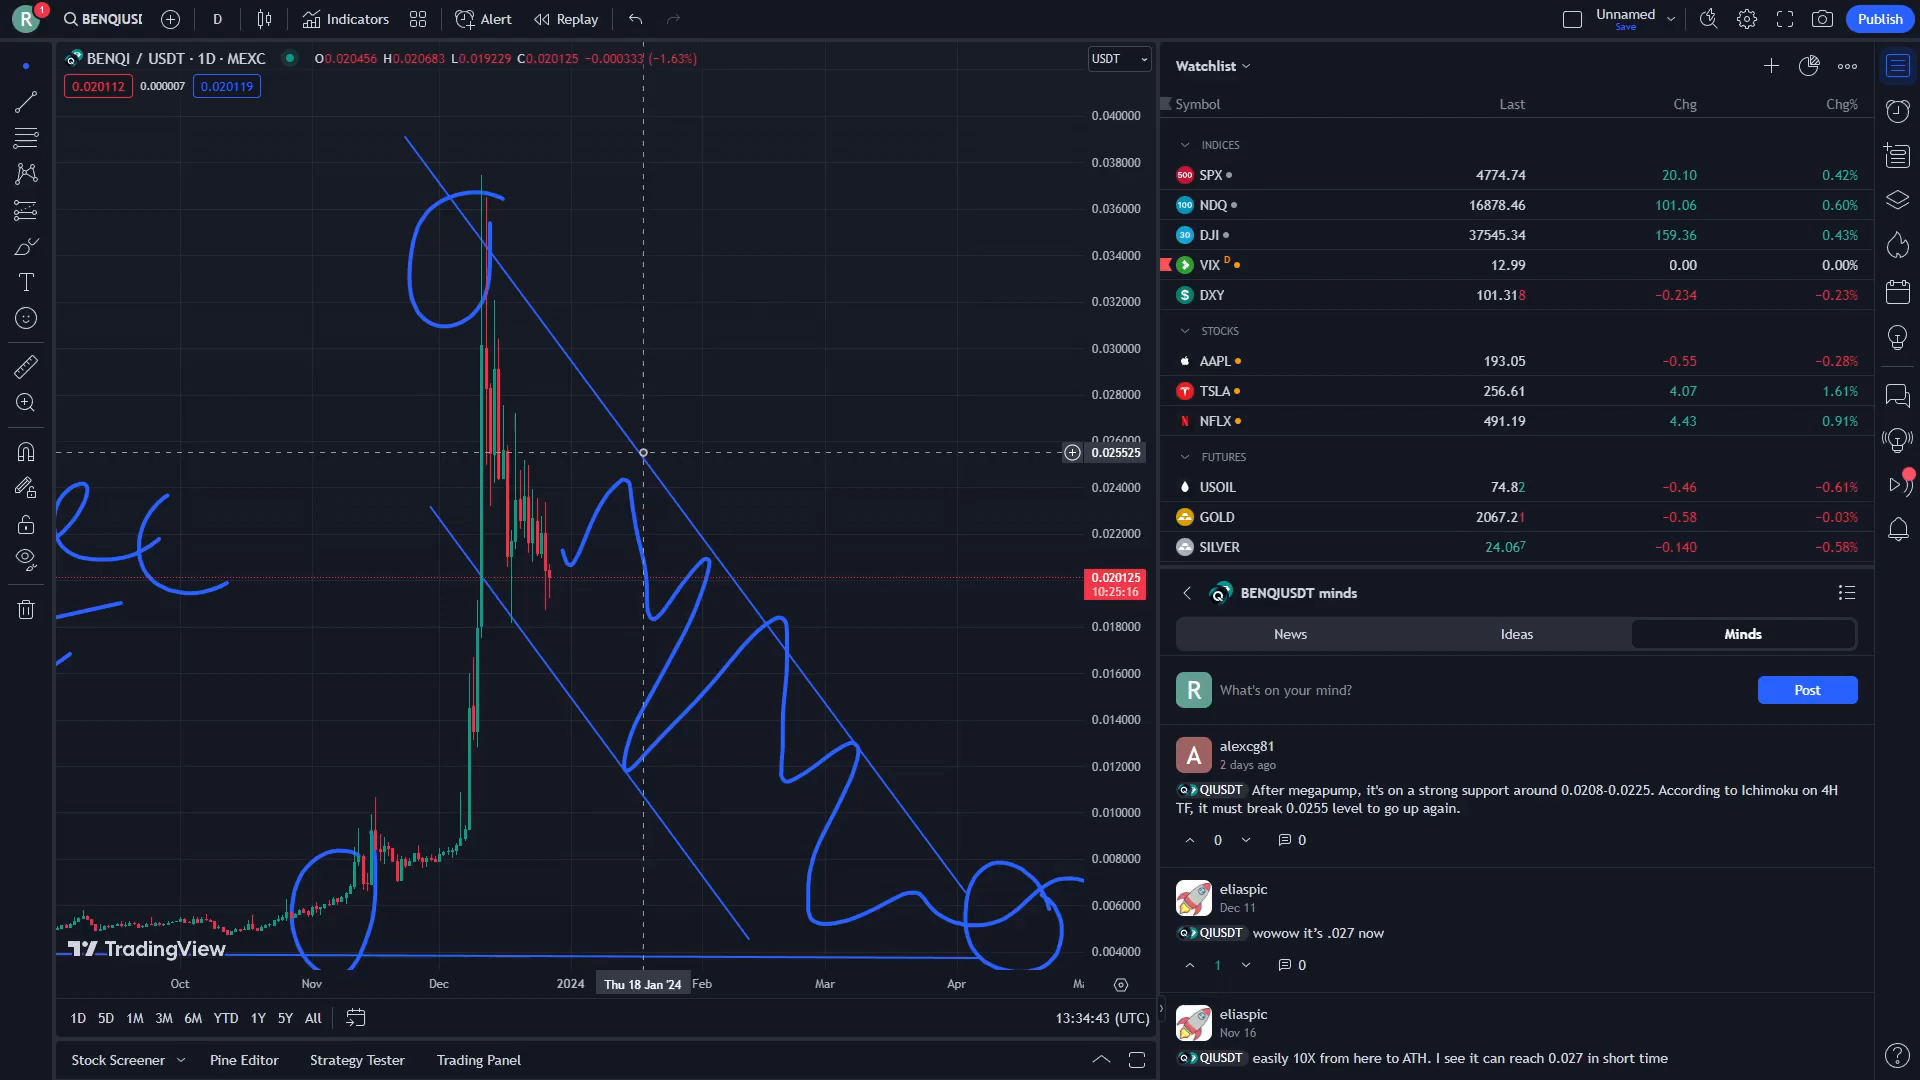 R 1 BENQIUSI D Indicators Alert Replay Unnamed Save Publish
BENQI / USDT · 1D · MEXC O0.020456 H0.020683 L0.019229 C0.020125 −0.000333 (−1.63%) USDT
0.020112 0.000007 0.020119
0.040000
0.038000
0.036000
0.034000
0.032000
0.030000
0.028000
0.026000
0.025525
0.024000
0.022000
0.020125
10:25:16
0.018000
0.016000
0.014000
0.012000
0.010000
0.008000
0.006000
0.004000
TradingView
Oct Nov Dec 2024 Thu 18 Jan '24 Feb Mar Apr
1D 5D 1M 3M 6M YTD 1Y 5Y All 13:34:43 (UTC)
Stock Screener Pine Editor Strategy Tester Trading Panel
Watchlist
Symbol Last Chg Chg%
INDICES
500 SPX 4774.74 20.10 0.42%
100 NDQ 16878.46 101.06 0.60%
30 DJI 37545.34 159.36 0.43%
VIX D 12.99 0.00 0.00%
$ DXY 101.318 −0.234 −0.23%
STOCKS
AAPL 193.05 −0.55 −0.28%
TSLA 256.61 4.07 1.61%
N NFLX 491.19 4.43 0.91%
FUTURES
USOIL 74.82 −0.46 −0.61%
GOLD 2067.21 −0.58 −0.03%
SILVER 24.067 −0.140 −0.58%
BENQIUSDT minds
News Ideas Minds
R What's on your mind? Post
A alexcg81
2 days ago
QIUSDT After megapump, it's on a strong support around 0.0208-0.0225. According to Ichimoku on 4H
TF, it must break 0.0255 level to go up again.
0 0
eliaspic
Dec 11
QIUSDT wowow it’s .027 now
1 0
eliaspic
Nov 16
QIUSDT easily 10X from here to ATH. I see it can reach 0.027 in short time